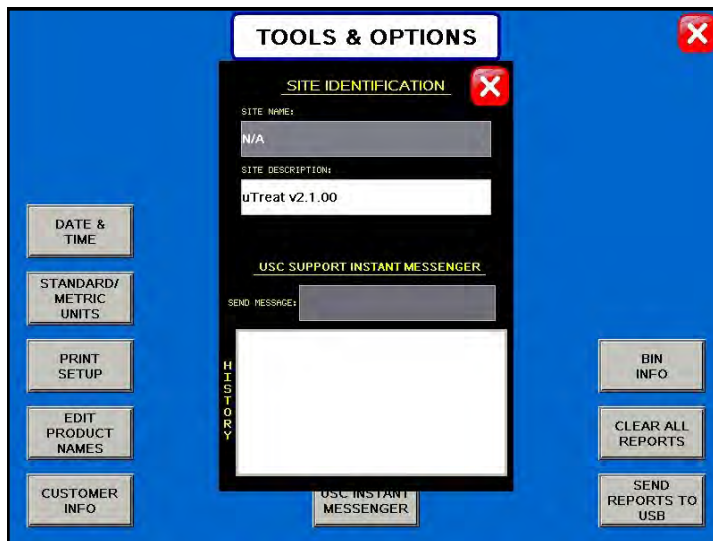 TOOLS & OPTIONS
SITE IDENTIFICATION
SITE NAME:
N/A
SITE DESCRIPTION:
uTreat v2.1.00
USC SUPPORT INSTANT MESSENGER
SEND MESSAGE:
HISTORY
DATE &
TIME
STANDARD/
METRIC
UNITS
PRINT
SETUP
EDIT
PRODUCT
NAMES
CUSTOMER
INFO
USC INSTANT
MESSENGER
BIN
INFO
CLEAR ALL
REPORTS
SEND
REPORTS TO
USB